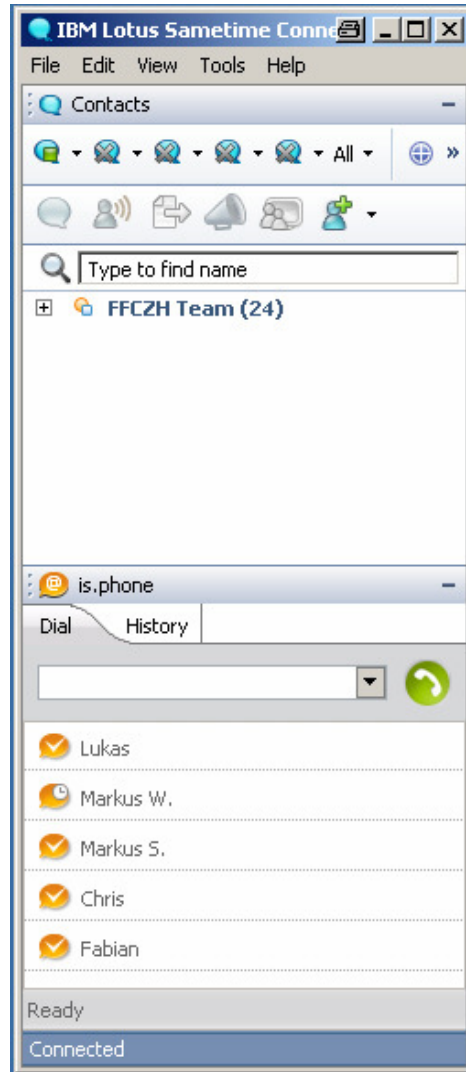 IBM Lotus Sametime Conne
File Edit View Tools Help
Contacts
All
Type to find name
FFCZH Team (24)
is.phone
Dial History
Lukas
Markus W.
Markus S.
Chris
Fabian
Ready
Connected